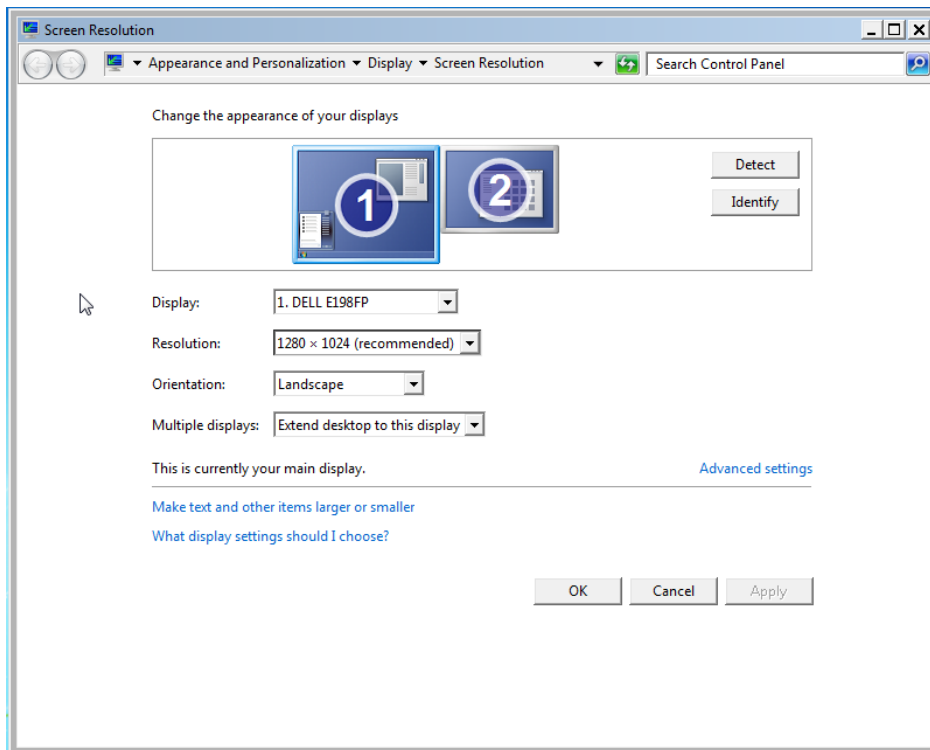 Screen Resolution
Appearance and Personalization Display Screen Resolution Search Control Panel
Change the appearance of your displays
1 2
Detect
Identify
Display: 1. DELL E198FP
Resolution: 1280 × 1024 (recommended)
Orientation: Landscape
Multiple displays: Extend desktop to this display
This is currently your main display. Advanced settings
Make text and other items larger or smaller
What display settings should I choose?
OK Cancel Apply